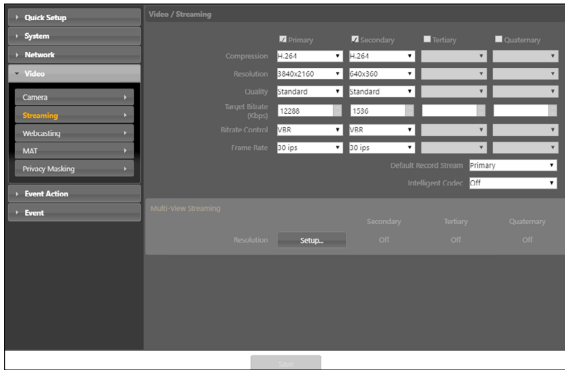 Quick Setup
System
Network
Video
Camera
Streaming
Webcasting
MAT
Privacy Masking
Event Action
Event
Video / Streaming
Primary Secondary Tertiary Quaternary
Compression H.264 H.264
Resolution 3840x2160 640x360
Quality Standard Standard
Target Bitrate (Kbps) 12288 1536
Bitrate Control VBR VBR
Frame Rate 30 ips 30 ips
Default Record Stream Primary
Intelligent Codec Off
Multi-View Streaming
Secondary Tertiary Quaternary
Resolution Setup... Off Off Off
Save